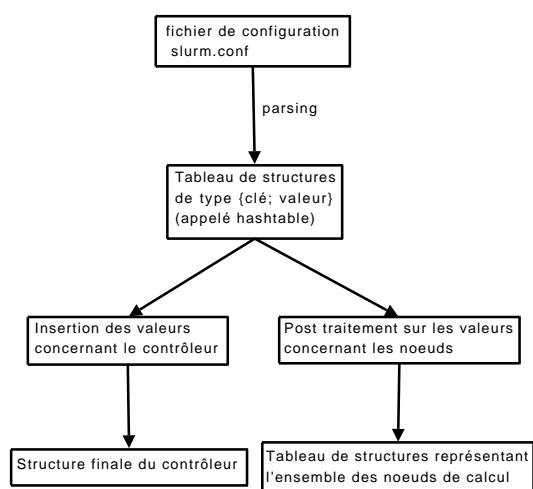 fichier de configuration
slurm.conf
parsing
Tableau de structures
de type {clé; valeur}
(appelé hashtable)
Insertion des valeurs
concernant le contrôleur
Post traitement sur les valeurs
concernant les noeuds
Structure finale du contrôleur
Tableau de structures représentant
l'ensemble des noeuds de calcul